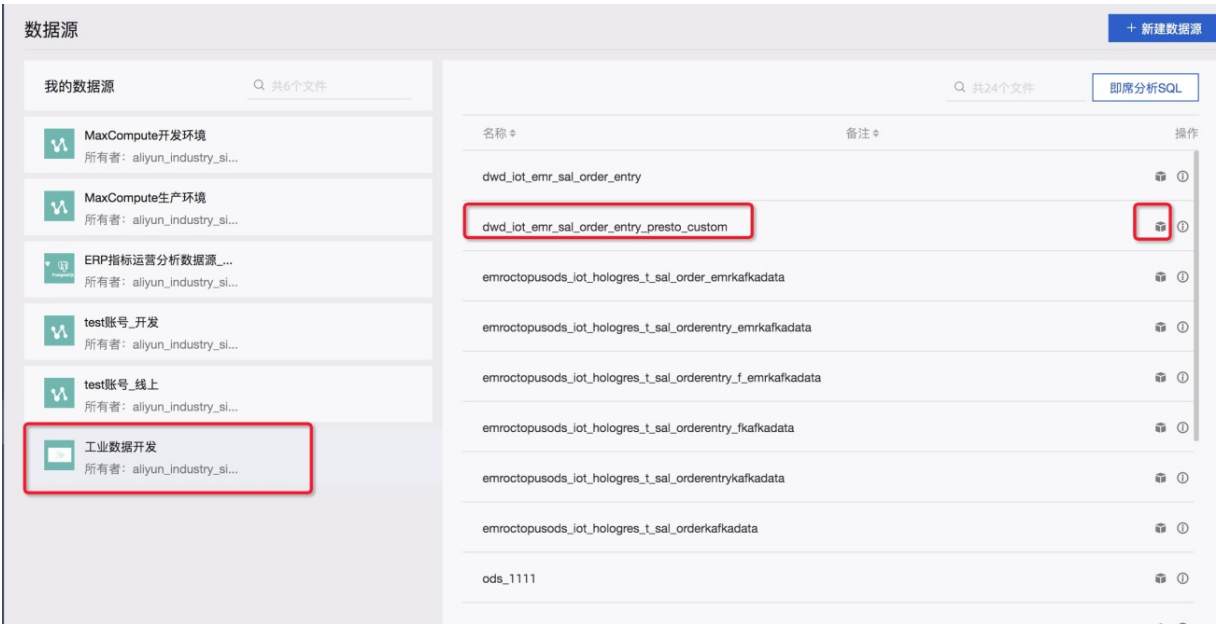 数据源
+ 新建数据源
我的数据源
共6个文件
MaxCompute开发环境
所有者：aliyun_industry_si...
MaxCompute生产环境
所有者：aliyun_industry_si...
ERP指标运营分析数据源_...
所有者：aliyun_industry_si...
test账号_开发
所有者：aliyun_industry_si...
test账号_线上
所有者：aliyun_industry_si...
工业数据开发
所有者：aliyun_industry_si...
共24个文件
即席分析SQL
名称 备注 操作
dwd_iot_emr_sal_order_entry
dwd_iot_emr_sal_order_entry_presto_custom
emroctopusods_iot_hologres_t_sal_order_emrkafkadata
emroctopusods_iot_hologres_t_sal_orderentry_emrkafkadata
emroctopusods_iot_hologres_t_sal_orderentry_f_emrkafkadata
emroctopusods_iot_hologres_t_sal_orderentry_fkafkadata
emroctopusods_iot_hologres_t_sal_orderentrykafkadata
emroctopusods_iot_hologres_t_sal_orderkafkadata
ods_1111